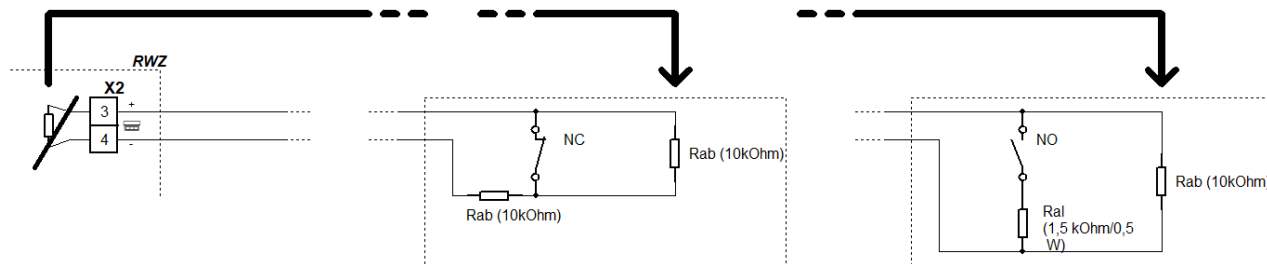 RWZ
X2
3
+
4
-
NC
Rab (10kOhm)
Rab (10kOhm)
NO
Rab (10kOhm)
Ral
(1,5 kOhm/0,5
W)